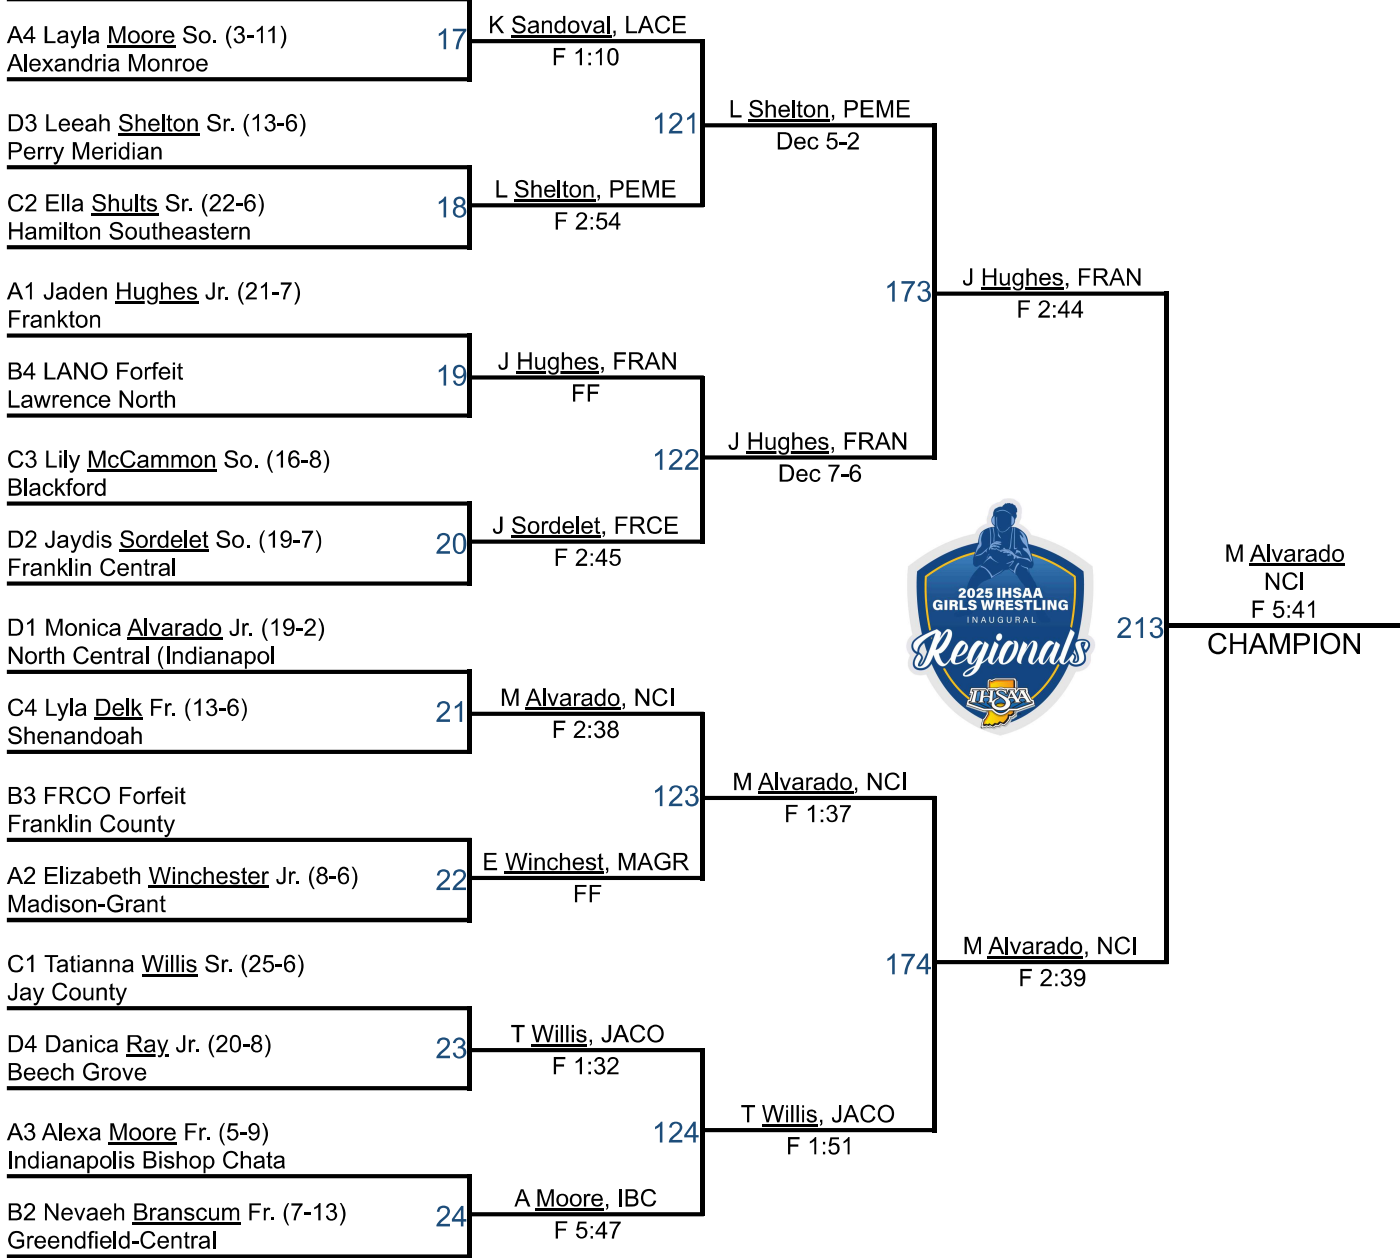 A4 Layla Moore So. (3-11)
Alexandria Monroe
17
K Sandoval, LACE
F 1:10
D3 Leeah Shelton Sr. (13-6)
Perry Meridian
121
L Shelton, PEME
Dec 5-2
C2 Ella Shults Sr. (22-6)
Hamilton Southeastern
18
L Shelton, PEME
F 2:54
A1 Jaden Hughes Jr. (21-7)
Frankton
173
J Hughes, FRAN
F 2:44
B4 LANO Forfeit
Lawrence North
19
J Hughes, FRAN
FF
C3 Lily McCammon So. (16-8)
Blackford
122
J Hughes, FRAN
Dec 7-6
D2 Jaydis Sordelet So. (19-7)
Franklin Central
20
J Sordelet, FRCE
F 2:45
2025 IHSAA
GIRLS WRESTLING
INAUGURAL
Regionals
IHSAA
213
M Alvarado
NCI
F 5:41
CHAMPION
D1 Monica Alvarado Jr. (19-2)
North Central (Indianapol
C4 Lyla Delk Fr. (13-6)
Shenandoah
21
M Alvarado, NCI
F 2:38
B3 FRCO Forfeit
Franklin County
123
M Alvarado, NCI
F 1:37
A2 Elizabeth Winchester Jr. (8-6)
Madison-Grant
22
E Winchest, MAGR
FF
C1 Tatianna Willis Sr. (25-6)
Jay County
174
M Alvarado, NCI
F 2:39
D4 Danica Ray Jr. (20-8)
Beech Grove
23
T Willis, JACO
F 1:32
A3 Alexa Moore Fr. (5-9)
Indianapolis Bishop Chata
124
T Willis, JACO
F 1:51
B2 Nevaeh Branscum Fr. (7-13)
Greendfield-Central
24
A Moore, IBC
F 5:47